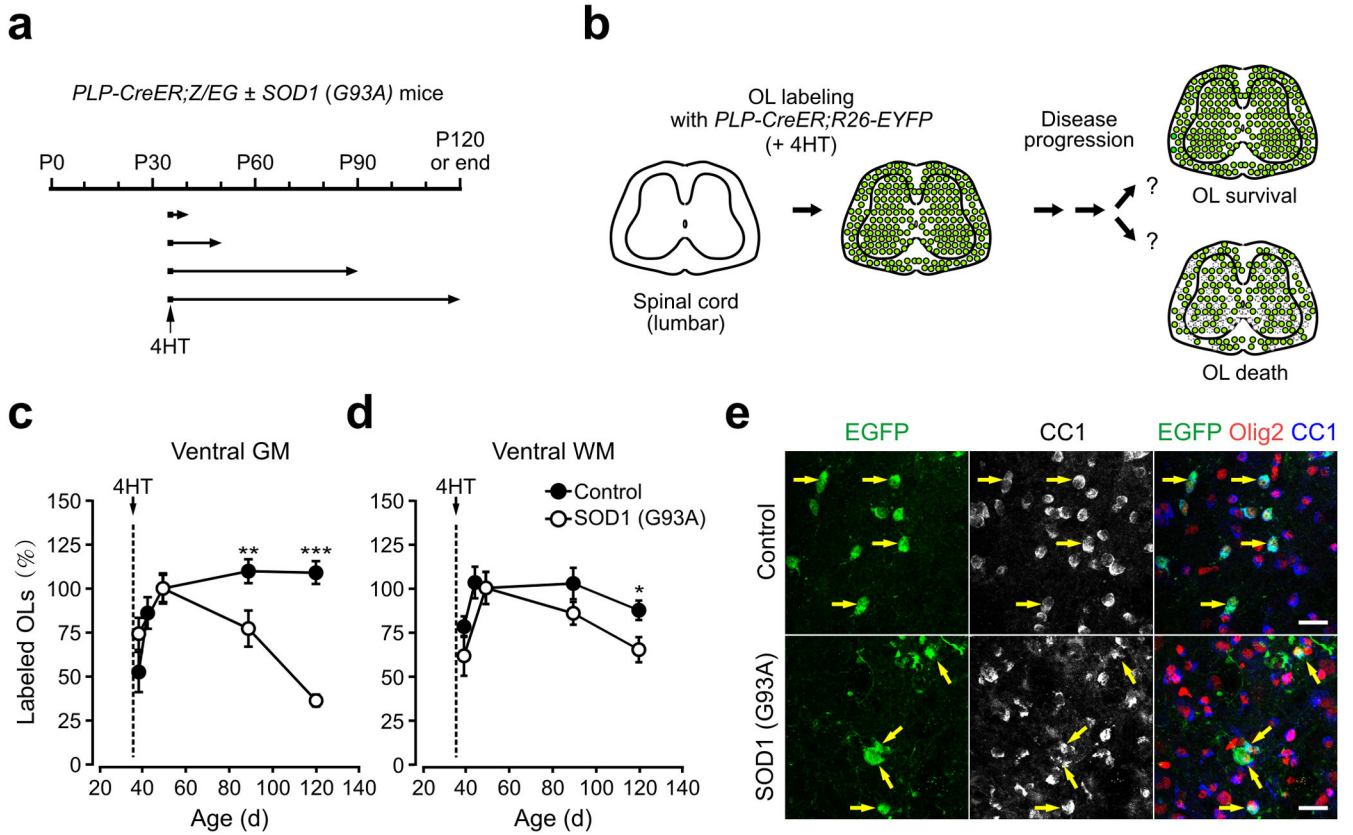 a
PLP-CreER;Z/EG ± SOD1 (G93A) mice
P0
P30
P60
P90
P120
or end
4HT
b
OL labeling
with PLP-CreER;R26-EYFP
(+ 4HT)
Spinal cord
(lumbar)
Disease
progression
?
?
OL survival
OL death
c
Ventral GM
4HT
** ***
Labeled OLs (%)
150
125
100
75
50
25
0
20 40 60 80 100 120 140
Age (d)
d
Ventral WM
4HT
Control
SOD1 (G93A)
*
150
125
100
75
50
25
0
20 40 60 80 100 120 140
Age (d)
e
EGFP
CC1
EGFP Olig2 CC1
Control
SOD1 (G93A)